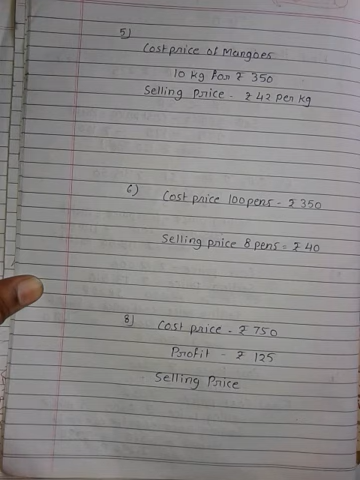 5)
Cost price of Mangoes
10 kg for ₹ 350
Selling price - ₹ 42 per kg
6)
Cost price 100 pens - ₹ 350
Selling price 8 pens = ₹ 40
8) Cost price - ₹ 750
Profit - ₹ 125
Selling Price